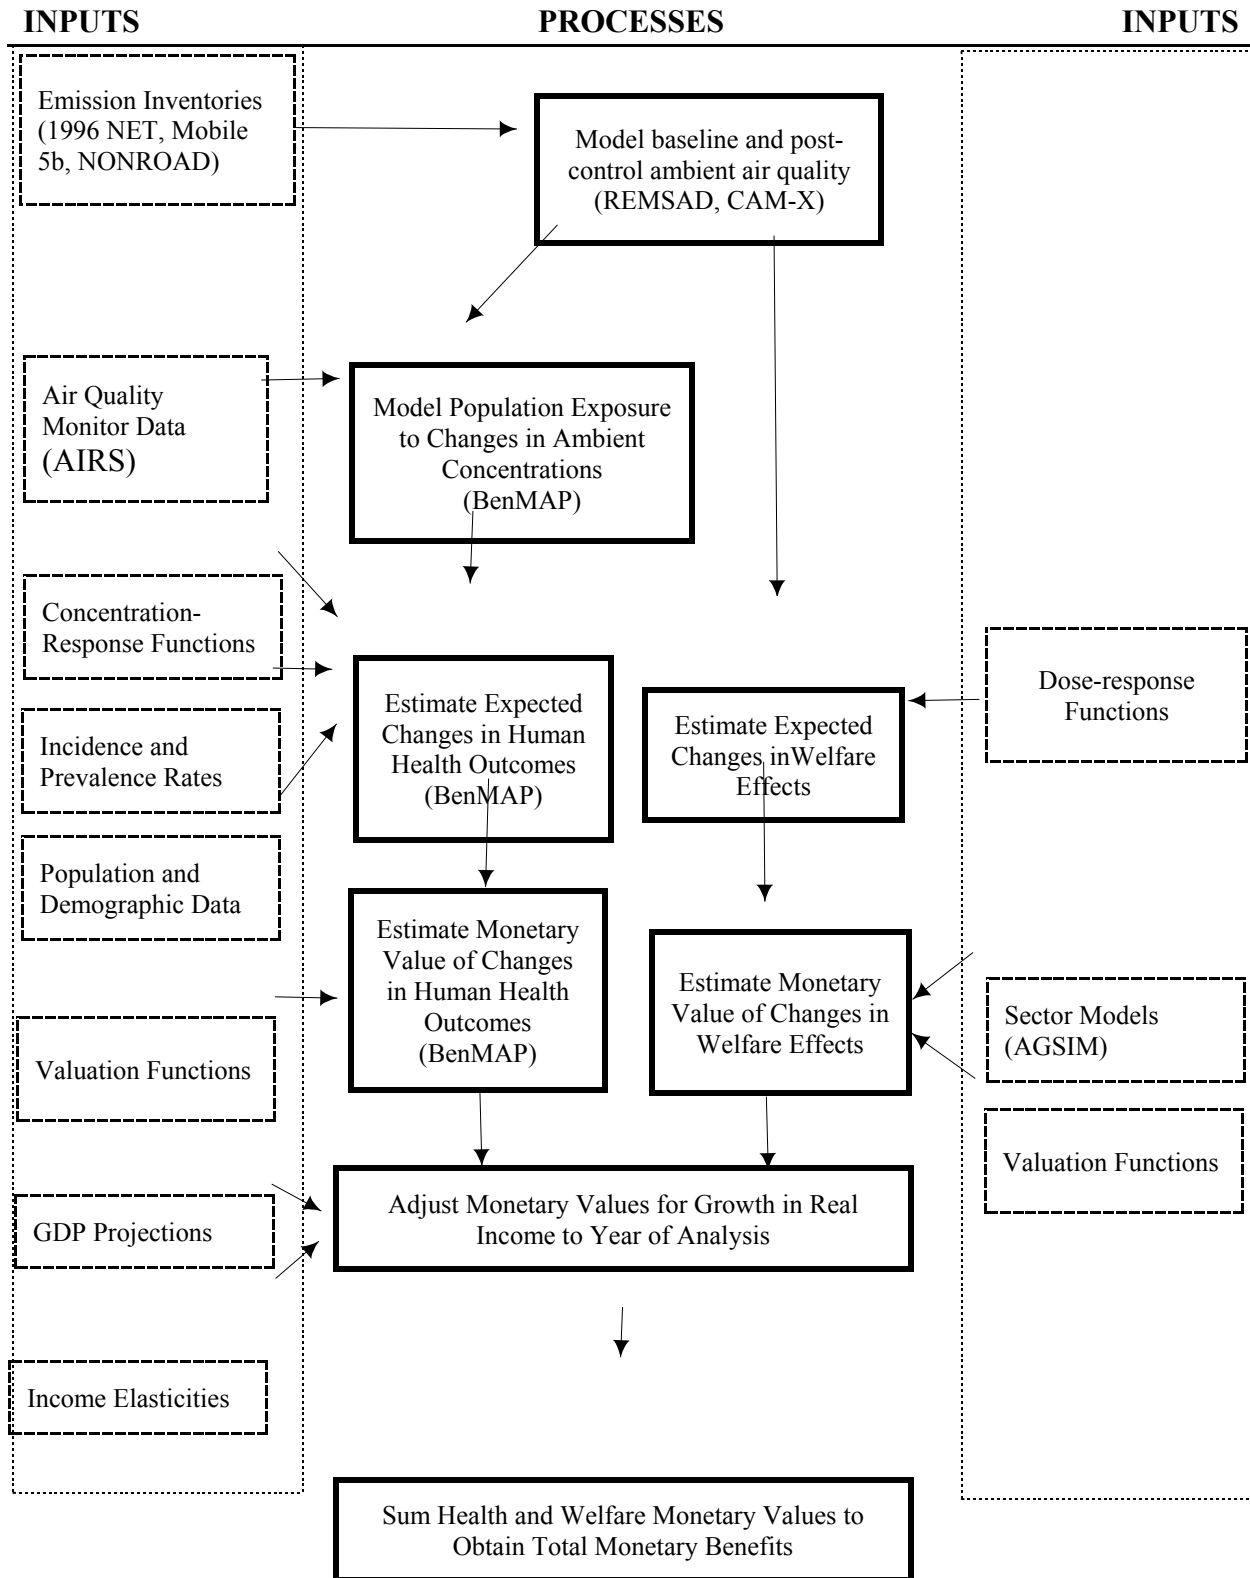 INPUTS
PROCESSES
INPUTS
Emission Inventories
(1996 NET, Mobile
5b, NONROAD)
Model baseline and post-
control ambient air quality
(REMSAD, CAM-X)
Air Quality
Monitor Data
(AIRS)
Model Population Exposure
to Changes in Ambient
Concentrations
(BenMAP)
Concentration-
Response Functions
Incidence and
Prevalence Rates
Estimate Expected
Changes in Human
Health Outcomes
(BenMAP)
Estimate Expected
Changes inWelfare
Effects
Dose-response
Functions
Population and
Demographic Data
Estimate Monetary
Value of Changes
in Human Health
Outcomes
(BenMAP)
Estimate Monetary
Value of Changes in
Welfare Effects
Sector Models
(AGSIM)
Valuation Functions
Valuation Functions
GDP Projections
Adjust Monetary Values for Growth in Real
Income to Year of Analysis
Income Elasticities
Sum Health and Welfare Monetary Values to
Obtain Total Monetary Benefits